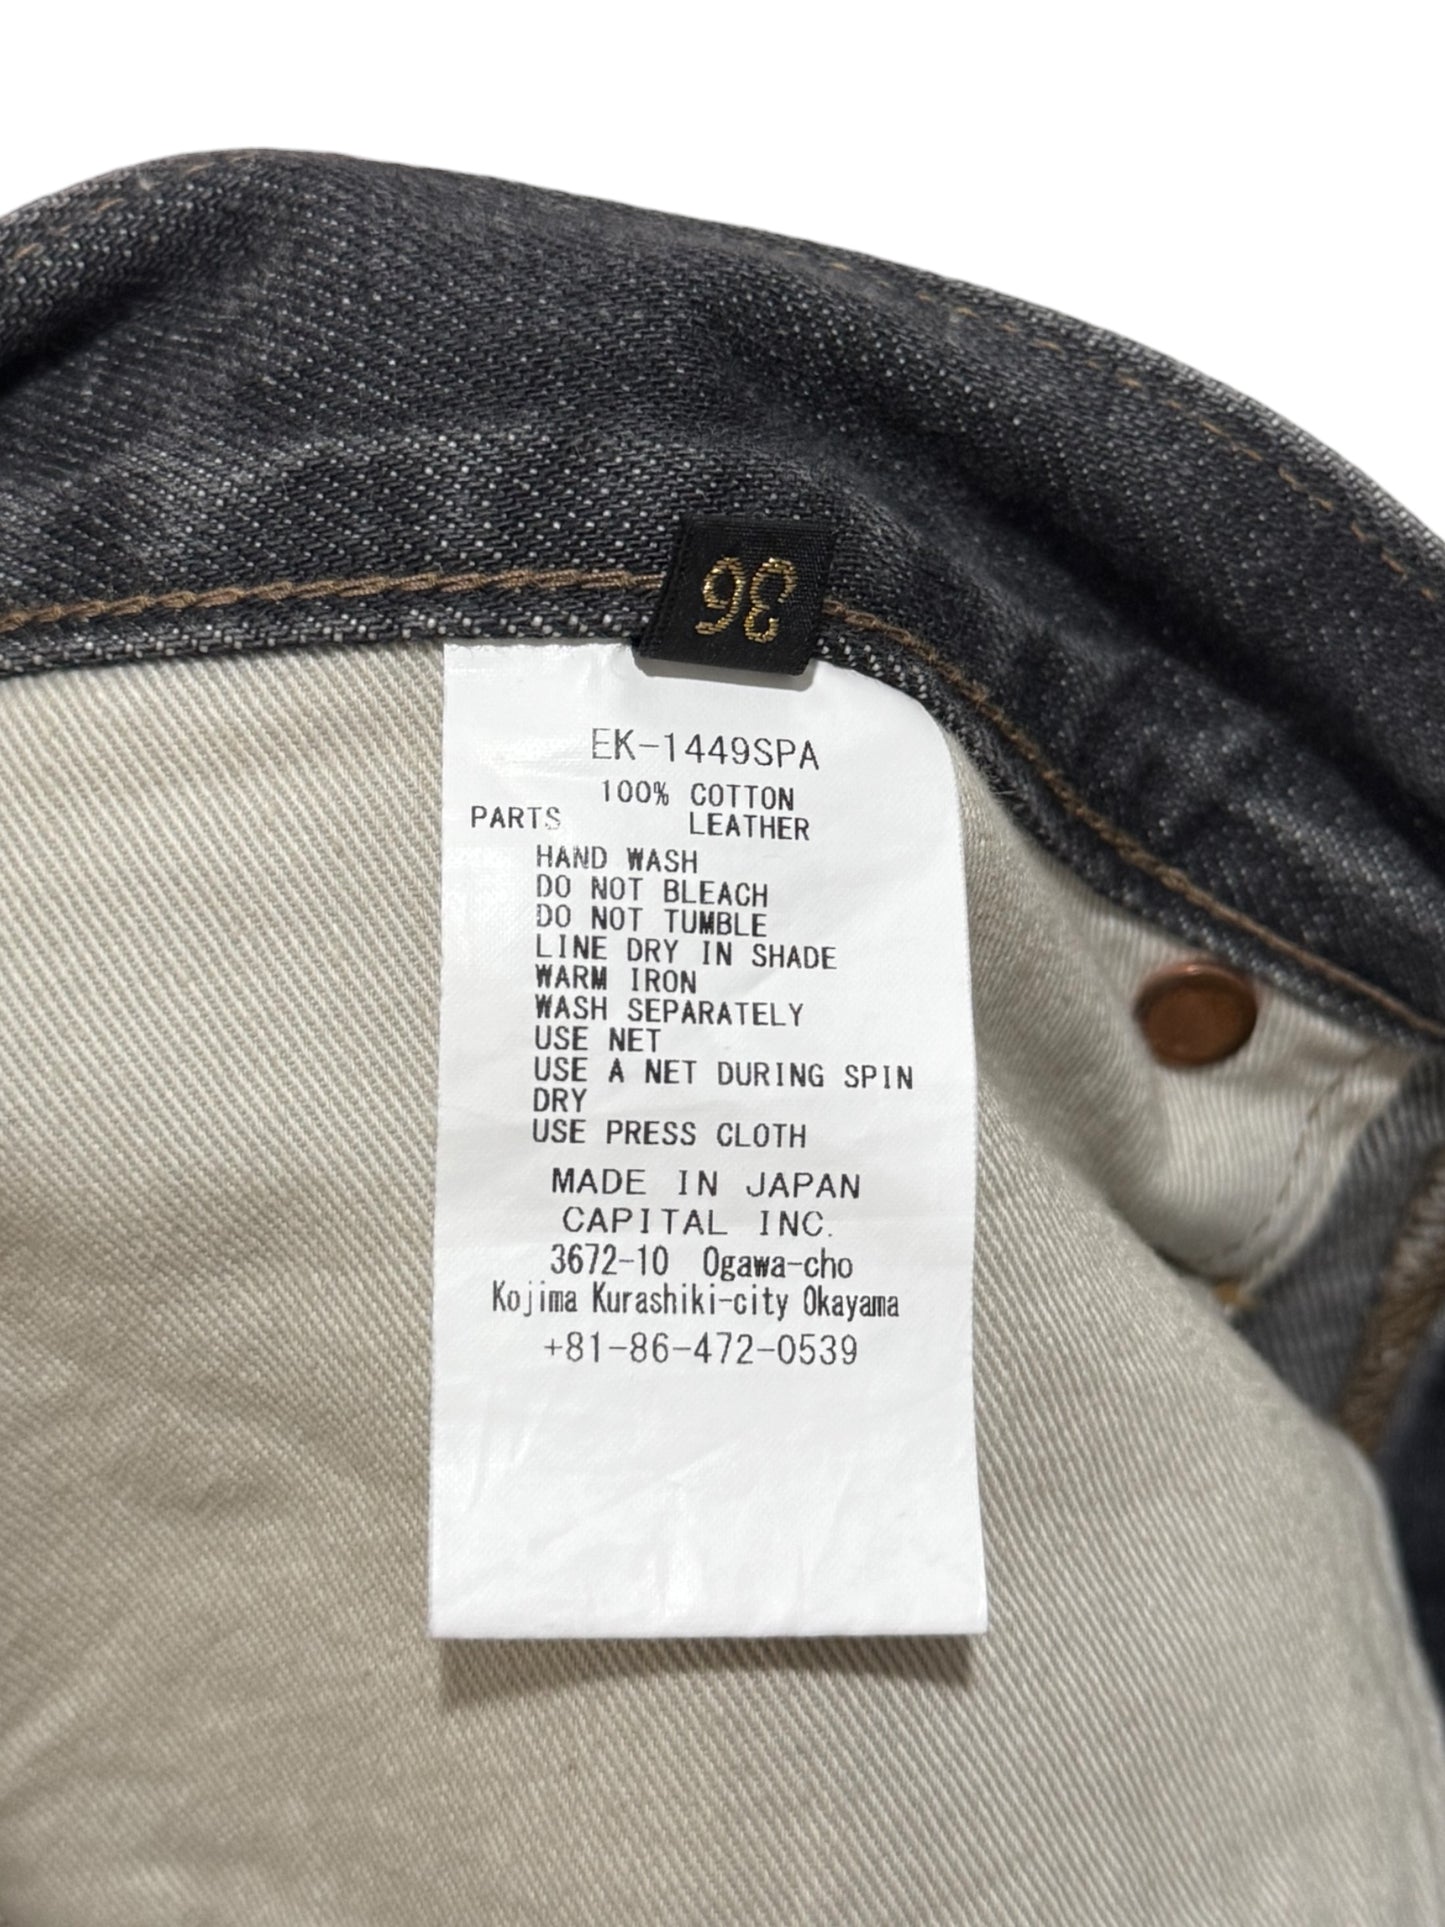 36
EK-1449SPA
100% COTTON
PARTS LEATHER
HAND WASH
DO NOT BLEACH
DO NOT TUMBLE
LINE DRY IN SHADE
WARM IRON
WASH SEPARATELY
USE NET
USE A NET DURING SPIN
DRY
USE PRESS CLOTH
MADE IN JAPAN
CAPITAL INC.
3672-10 Ogawa-cho
Kojima Kurashiki-city Okayama
+81-86-472-0539